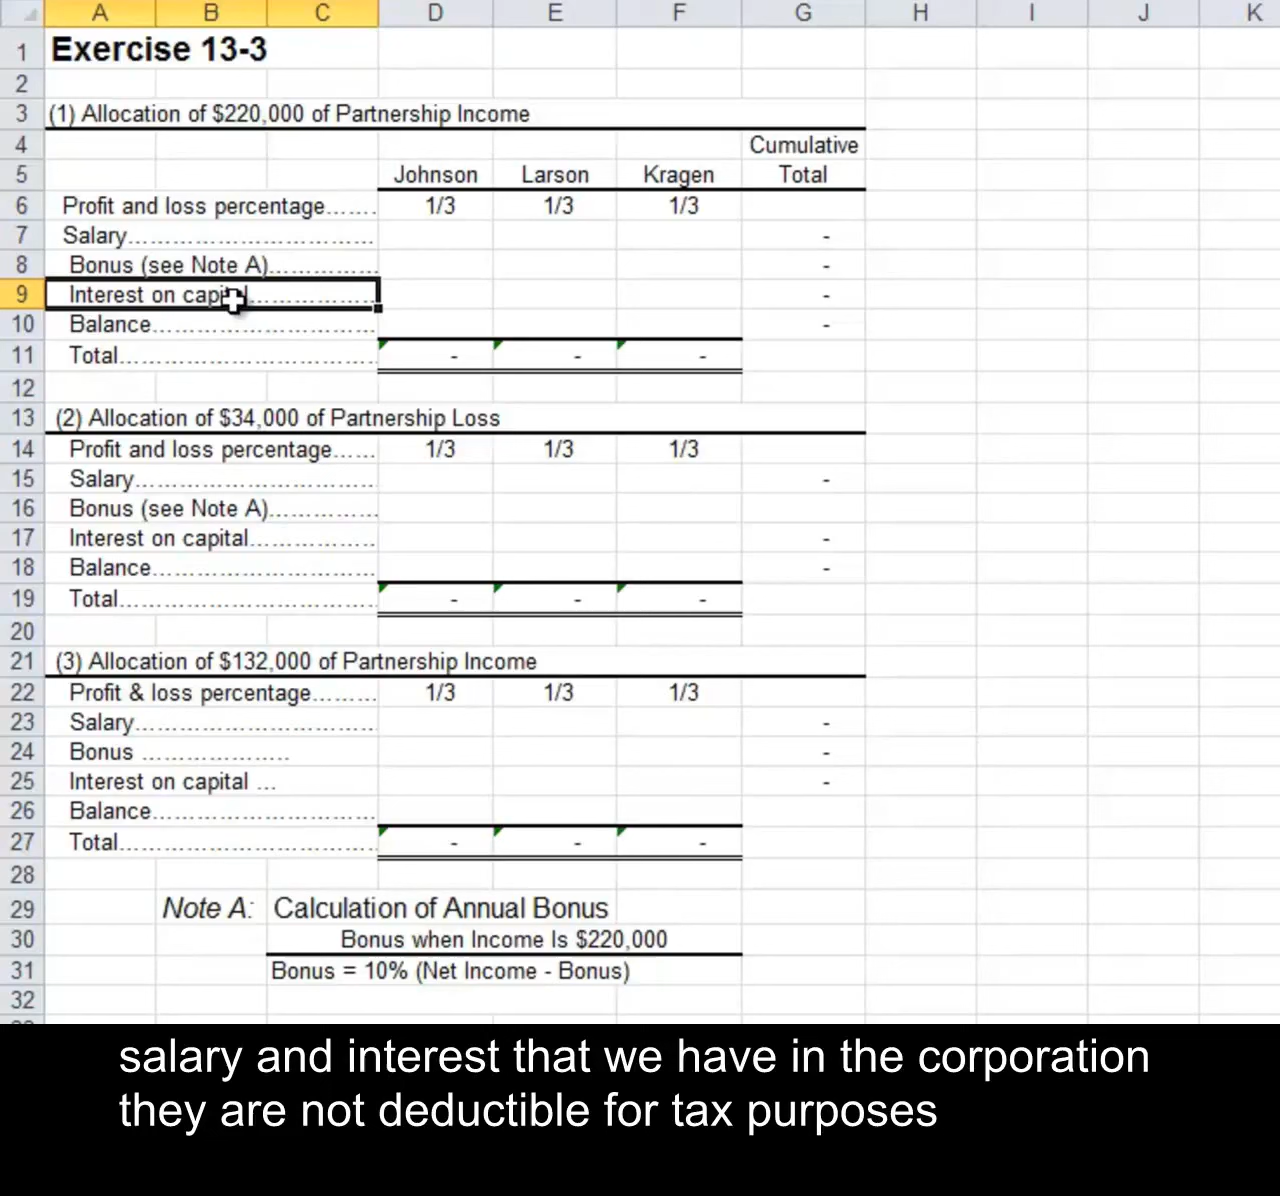 A B C D E F G H I J K
1 Exercise 13-3
2
3 (1) Allocation of $220,000 of Partnership Income
4 Cumulative
5 Johnson Larson Kragen Total
6 Profit and loss percentage....... 1/3 1/3 1/3
7 Salary................................. -
8 Bonus (see Note A)............... -
9 Interest on capital................. -
10 Balance.............................. -
11 Total.................................. - - -
12
13 (2) Allocation of $34,000 of Partnership Loss
14 Profit and loss percentage...... 1/3 1/3 1/3
15 Salary................................ -
16 Bonus (see Note A)..............
17 Interest on capital................. -
18 Balance.............................. -
19 Total.................................. - - -
20
21 (3) Allocation of $132,000 of Partnership Income
22 Profit & loss percentage......... 1/3 1/3 1/3
23 Salary................................ -
24 Bonus .................... -
25 Interest on capital ... -
26 Balance..............................
27 Total.................................. - - -
28
29 Note A: Calculation of Annual Bonus
30 Bonus when Income Is $220,000
31 Bonus = 10% (Net Income - Bonus)
32
salary and interest that we have in the corporation
they are not deductible for tax purposes